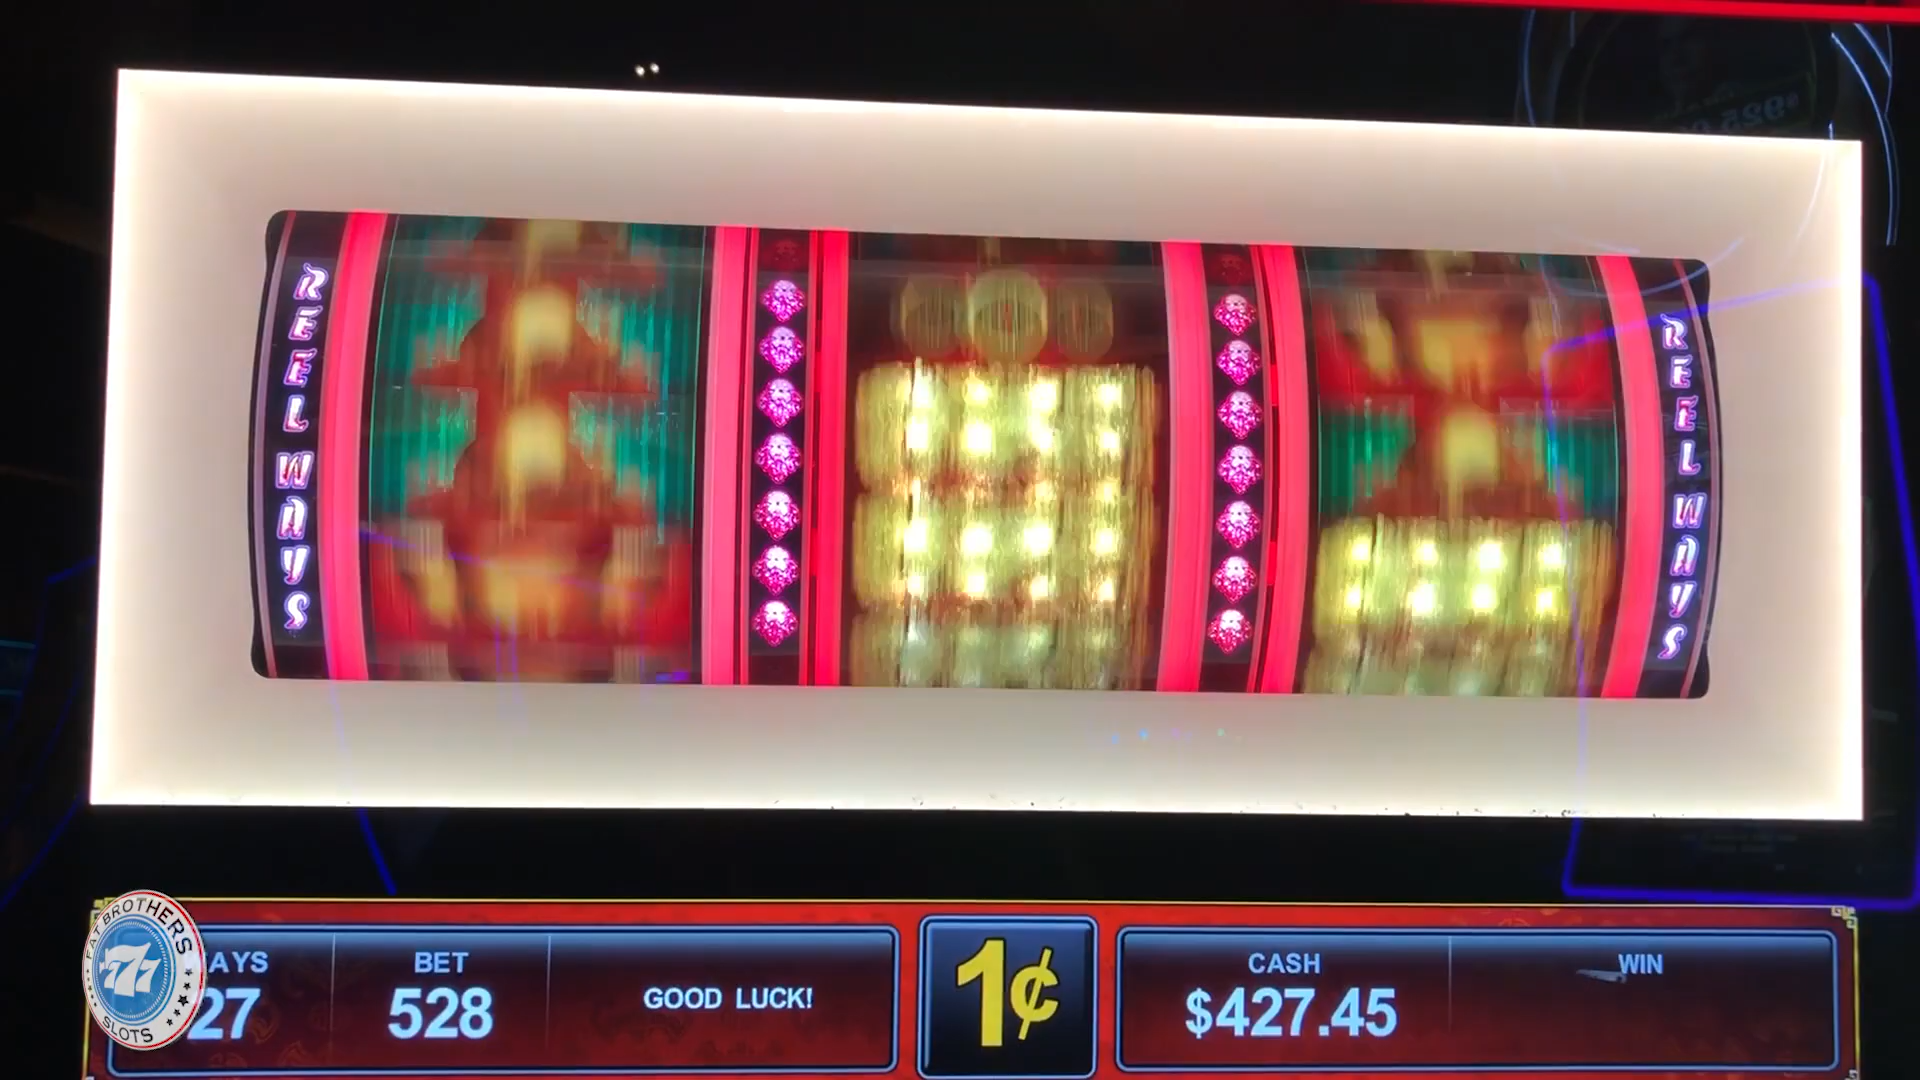 REEL WAYS
REEL WAYS
FAT BROTHERS
777
SLOTS
AYS
27
BET
528
GOOD LUCK!
1¢
CASH
$427.45
WIN